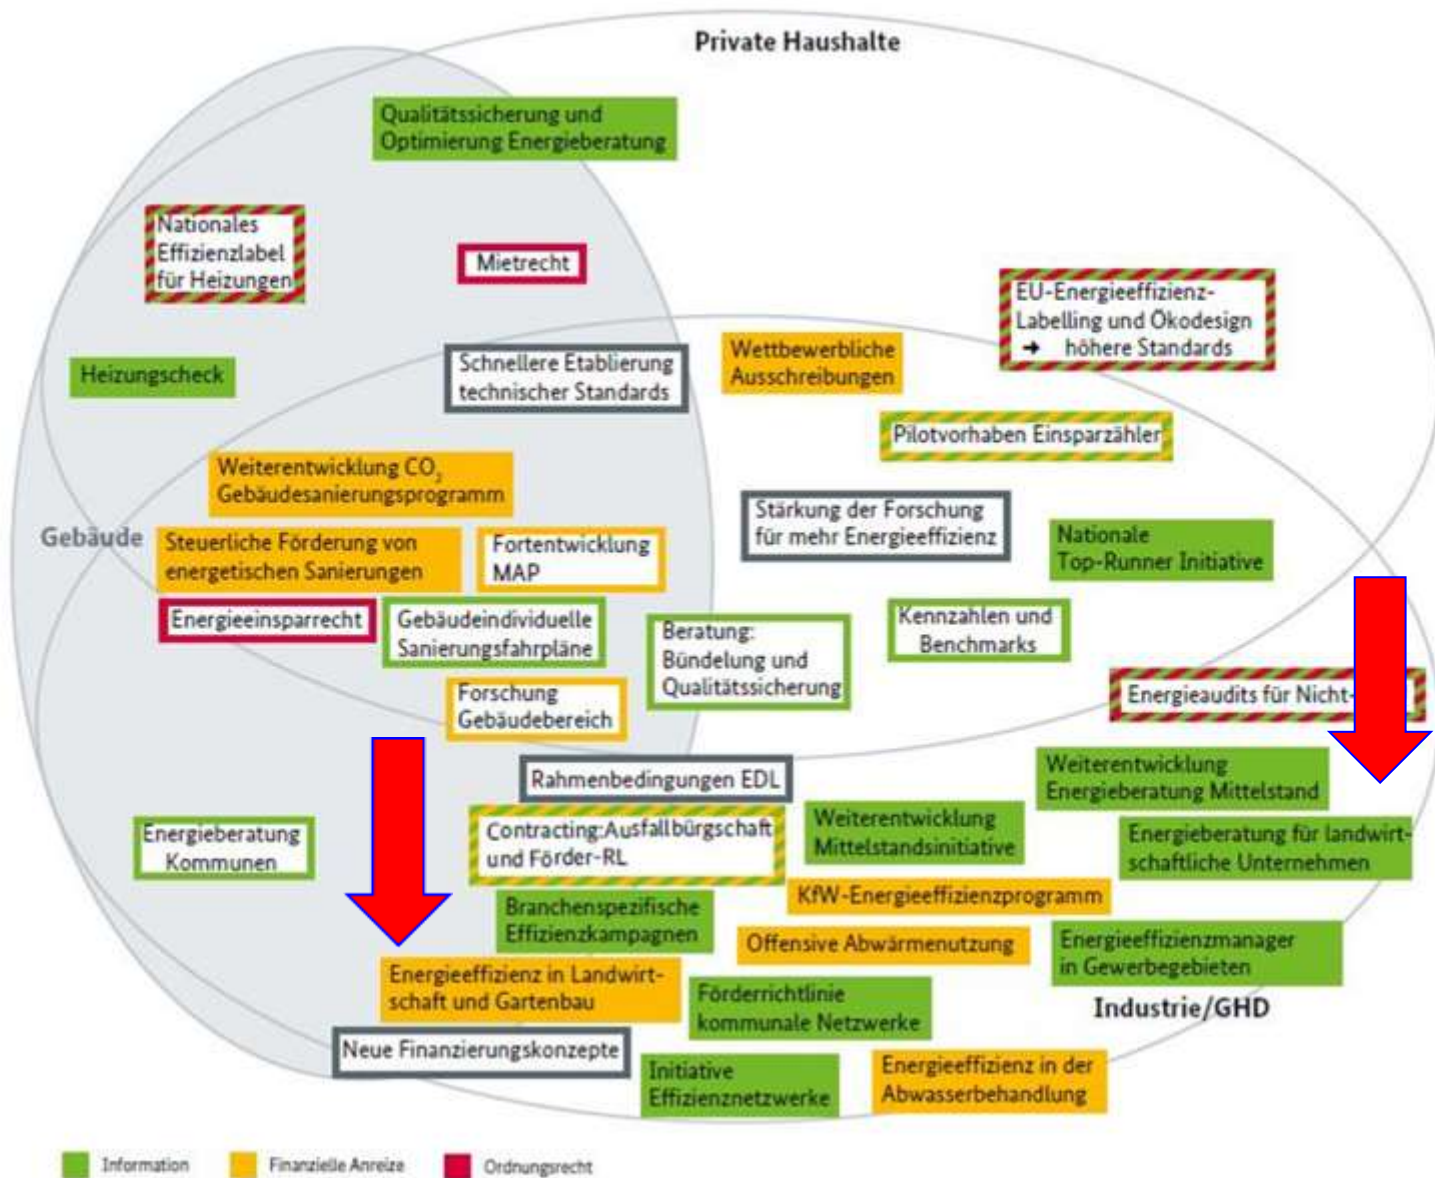 Private Haushalte
Qualitätssicherung und
Optimierung Energieberatung
Nationales
Effizienzlabel
für Heizungen
Mietrecht
EU-Energieeffizienz-
Labelling und Ökodesign
➔ höhere Standards
Heizungscheck
Schnellere Etablierung
technischer Standards
Wettbewerbliche
Ausschreibungen
Pilotvorhaben Einsparzähler
Weiterentwicklung CO₂
Gebäudesanierungsprogramm
Stärkung der Forschung
für mehr Energieeffizienz
Nationale
Top-Runner Initiative
Gebäude
Steuerliche Förderung von
energetischen Sanierungen
Fortentwicklung
MAP
Energieeinsparrecht
Gebäudeindividuelle
Sanierungsfahrpläne
Beratung:
Bündelung und
Qualitätssicherung
Kennzahlen und
Benchmarks
Forschung
Gebäudebereich
Energieaudits für Nicht-
Rahmenbedingungen EDL
Weiterentwicklung
Energieberatung Mittelstand
Energieberatung
Kommunen
Contracting:Ausfallbürgschaft
und Förder-RL
Weiterentwicklung
Mittelstandsinitiative
Energieberatung für landwirt-
schaftliche Unternehmen
KfW-Energieeffizienzprogramm
Branchenspezifische
Effizienzkampagnen
Offensive Abwärmenutzung
Energieeffizienzmanager
in Gewerbegebieten
Energieeffizienz in Landwirt-
schaft und Gartenbau
Förderrichtlinie
kommunale Netzwerke
Industrie/GHD
Neue Finanzierungskonzepte
Initiative
Effizienznetzwerke
Energieeffizienz in der
Abwasserbehandlung
Information
Finanzielle Anreize
Ordnungsrecht